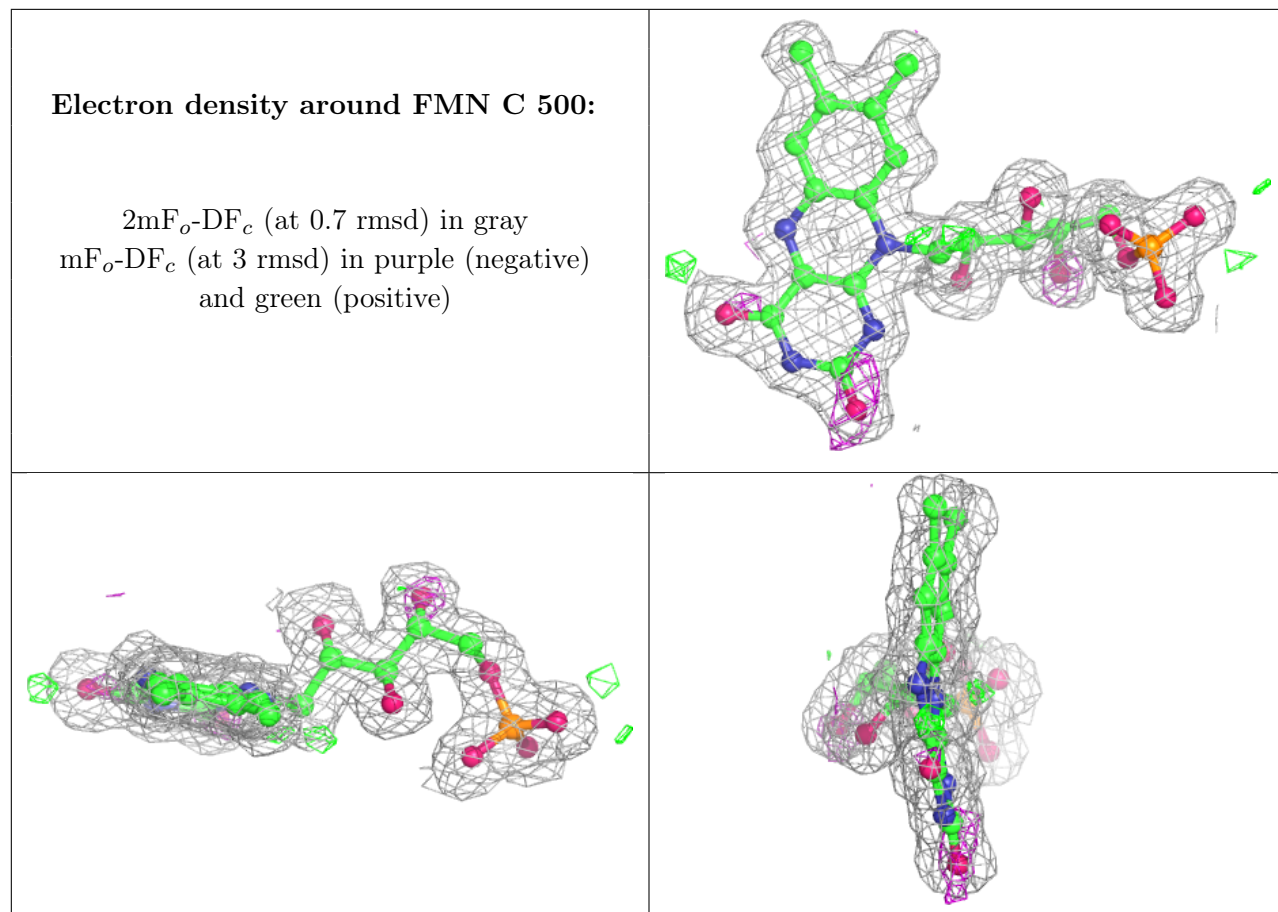 Electron density around FMN C 500:
2mFo-DFc (at 0.7 rmsd) in gray
mFo-DFc (at 3 rmsd) in purple (negative)
and green (positive)